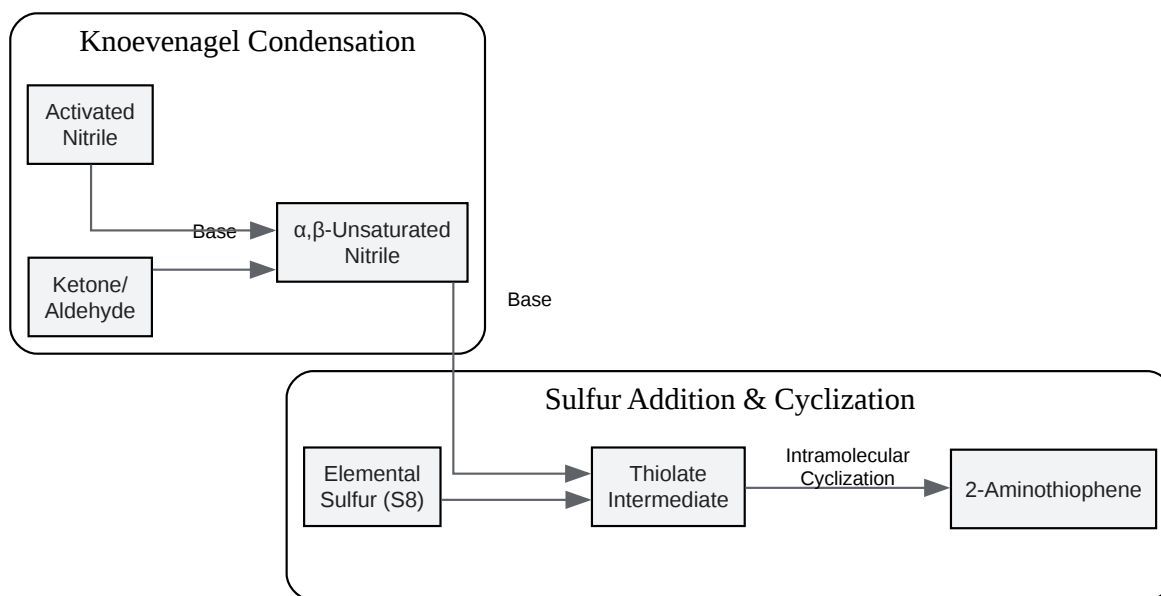 Knoevenagel Condensation
Activated
Nitrile
Base
α,β-Unsaturated
Nitrile
Ketone/
Aldehyde
Base
Sulfur Addition & Cyclization
Elemental
Sulfur (S8)
Thiolate
Intermediate
Intramolecular
Cyclization
2-Aminothiophene